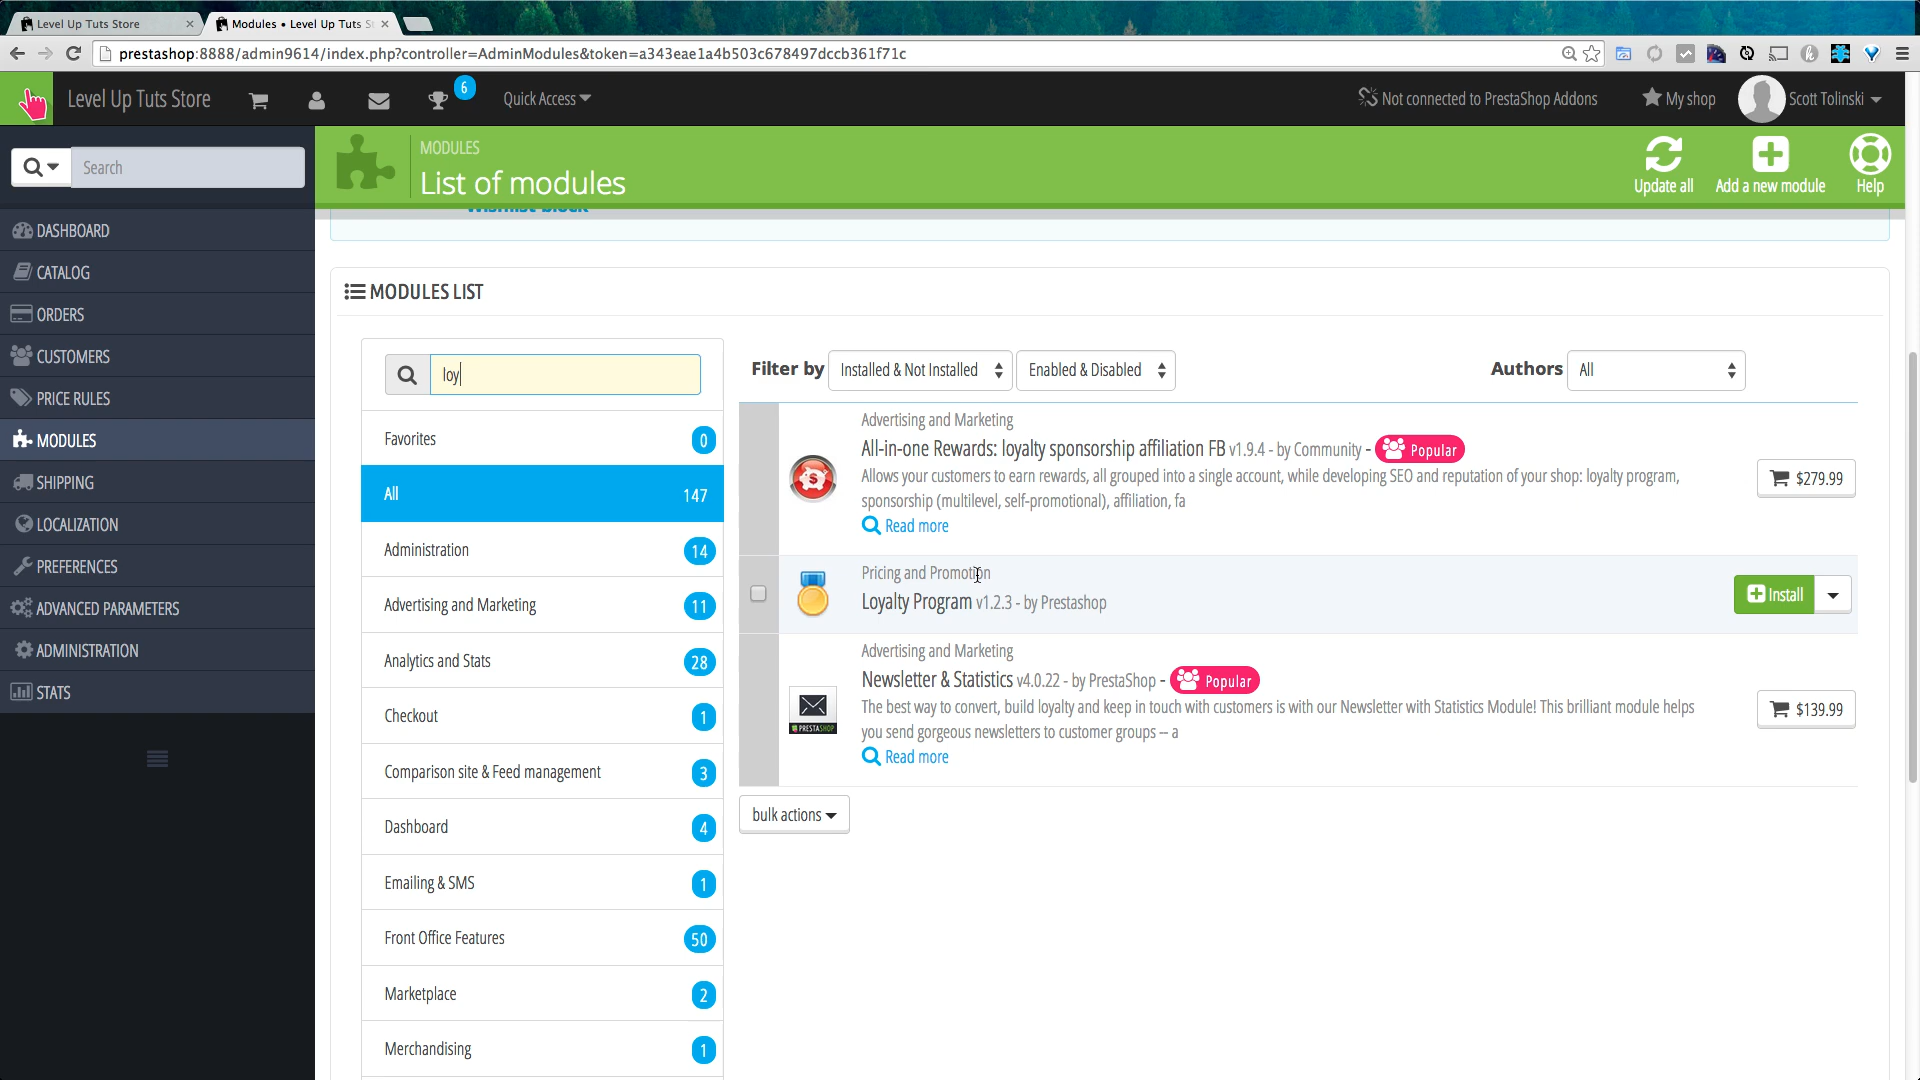 Level Up Tuts Store
Modules • Level Up Tuts S
prestashop:8888/admin9614/index.php?controller=AdminModules&token=a343eae1a4b503c678497dccb361f71c
Level Up Tuts Store
6
Quick Access
Not connected to PrestaShop Addons
My shop
Scott Tolinski
Search
MODULES
List of modules
Update all
Add a new module
Help
DASHBOARD
CATALOG
ORDERS
CUSTOMERS
PRICE RULES
MODULES
SHIPPING
LOCALIZATION
PREFERENCES
ADVANCED PARAMETERS
ADMINISTRATION
STATS
Wishlist block
MODULES LIST
loy
Favorites 0
All 147
Administration 14
Advertising and Marketing 11
Analytics and Stats 28
Checkout 1
Comparison site & Feed management 3
Dashboard 4
Emailing & SMS 1
Front Office Features 50
Marketplace 2
Merchandising 1
Filter by Installed & Not Installed Enabled & Disabled Authors All
Advertising and Marketing
All-in-one Rewards: loyalty sponsorship affiliation FB v1.9.4 - by Community - Popular
Allows your customers to earn rewards, all grouped into a single account, while developing SEO and reputation of your shop: loyalty program,
sponsorship (multilevel, self-promotional), affiliation, fa
Read more
$279.99
Pricing and Promotion
Loyalty Program v1.2.3 - by Prestashop
Install
Advertising and Marketing
Newsletter & Statistics v4.0.22 - by PrestaShop - Popular
The best way to convert, build loyalty and keep in touch with customers is with our Newsletter with Statistics Module! This brilliant module helps
you send gorgeous newsletters to customer groups – a
Read more
PRESTASHOP
$139.99
bulk actions